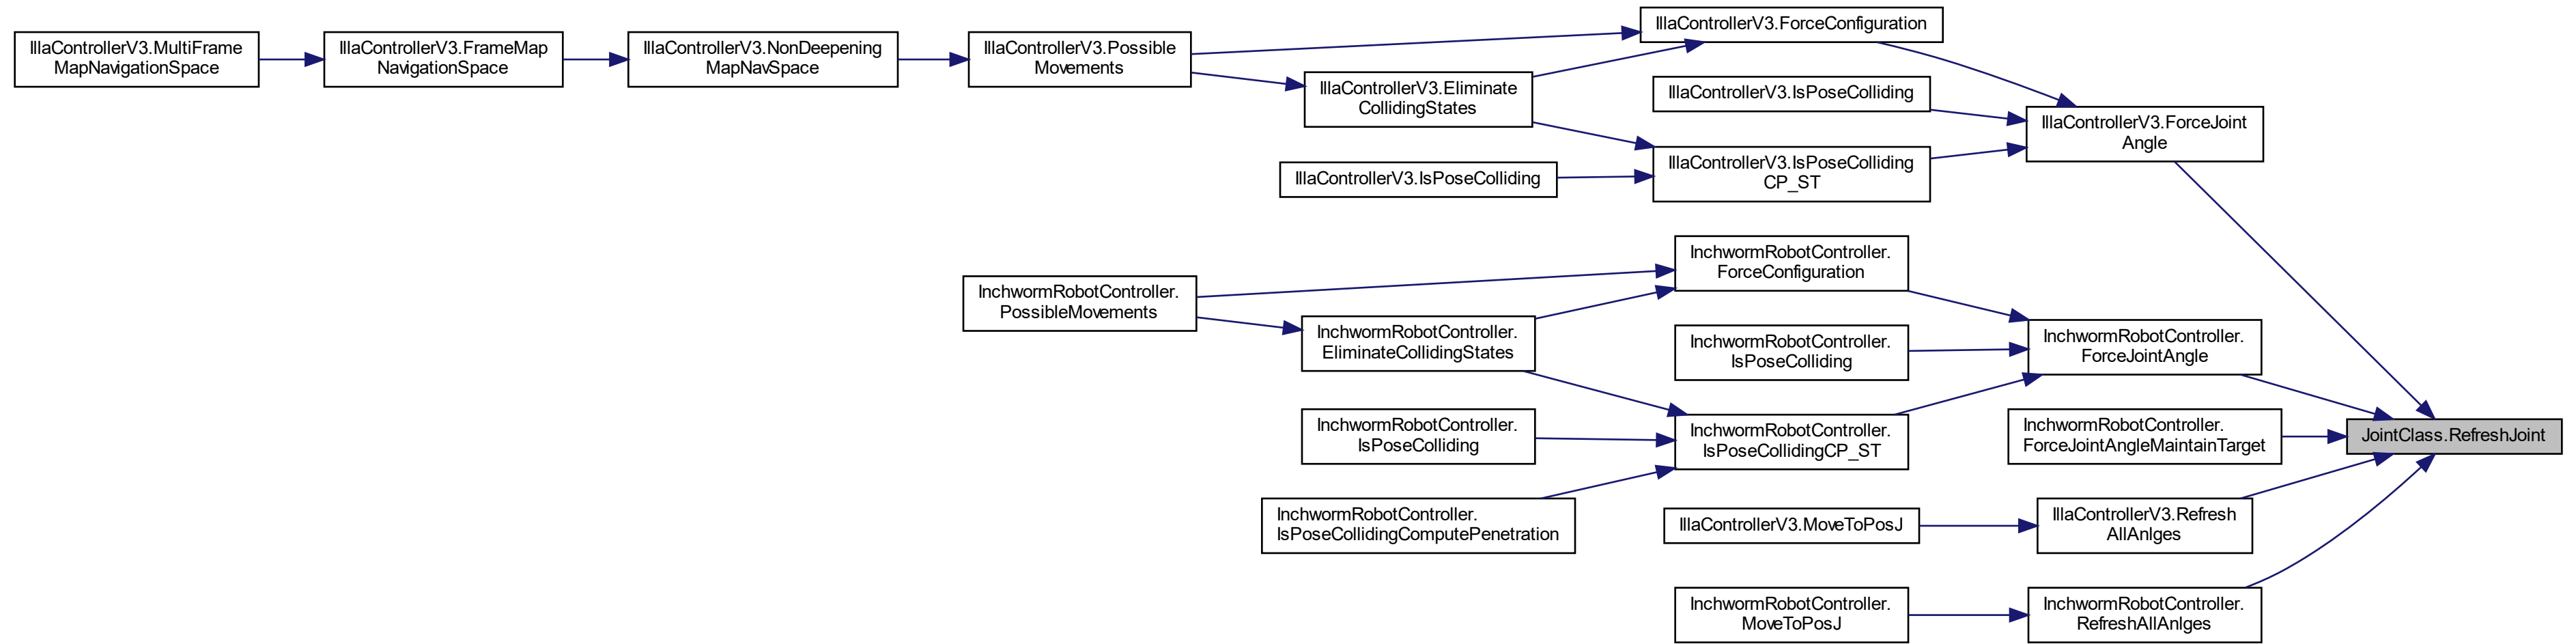 IllaControllerV3.MultiFrame
MapNavigationSpace
IllaControllerV3.FrameMap
NavigationSpace
IllaControllerV3.NonDeepening
MapNavSpace
IllaControllerV3.Possible
Movements
IllaControllerV3.ForceConfiguration
IllaControllerV3.Eliminate
CollidingStates
IllaControllerV3.IsPoseColliding
IllaControllerV3.ForceJoint
Angle
IllaControllerV3.IsPoseColliding
IllaControllerV3.IsPoseColliding
CP_ST
InchwormRobotController.
PossibleMovements
InchwormRobotController.
ForceConfiguration
InchwormRobotController.
EliminateCollidingStates
InchwormRobotController.
IsPoseColliding
InchwormRobotController.
ForceJointAngle
InchwormRobotController.
IsPoseColliding
InchwormRobotController.
IsPoseCollidingCP_ST
InchwormRobotController.
ForceJointAngleMaintainTarget
JointClass.RefreshJoint
InchwormRobotController.
IsPoseCollidingComputePenetration
IllaControllerV3.MoveToPosJ
IllaControllerV3.Refresh
AllAnlges
InchwormRobotController.
MoveToPosJ
InchwormRobotController.
RefreshAllAnlges